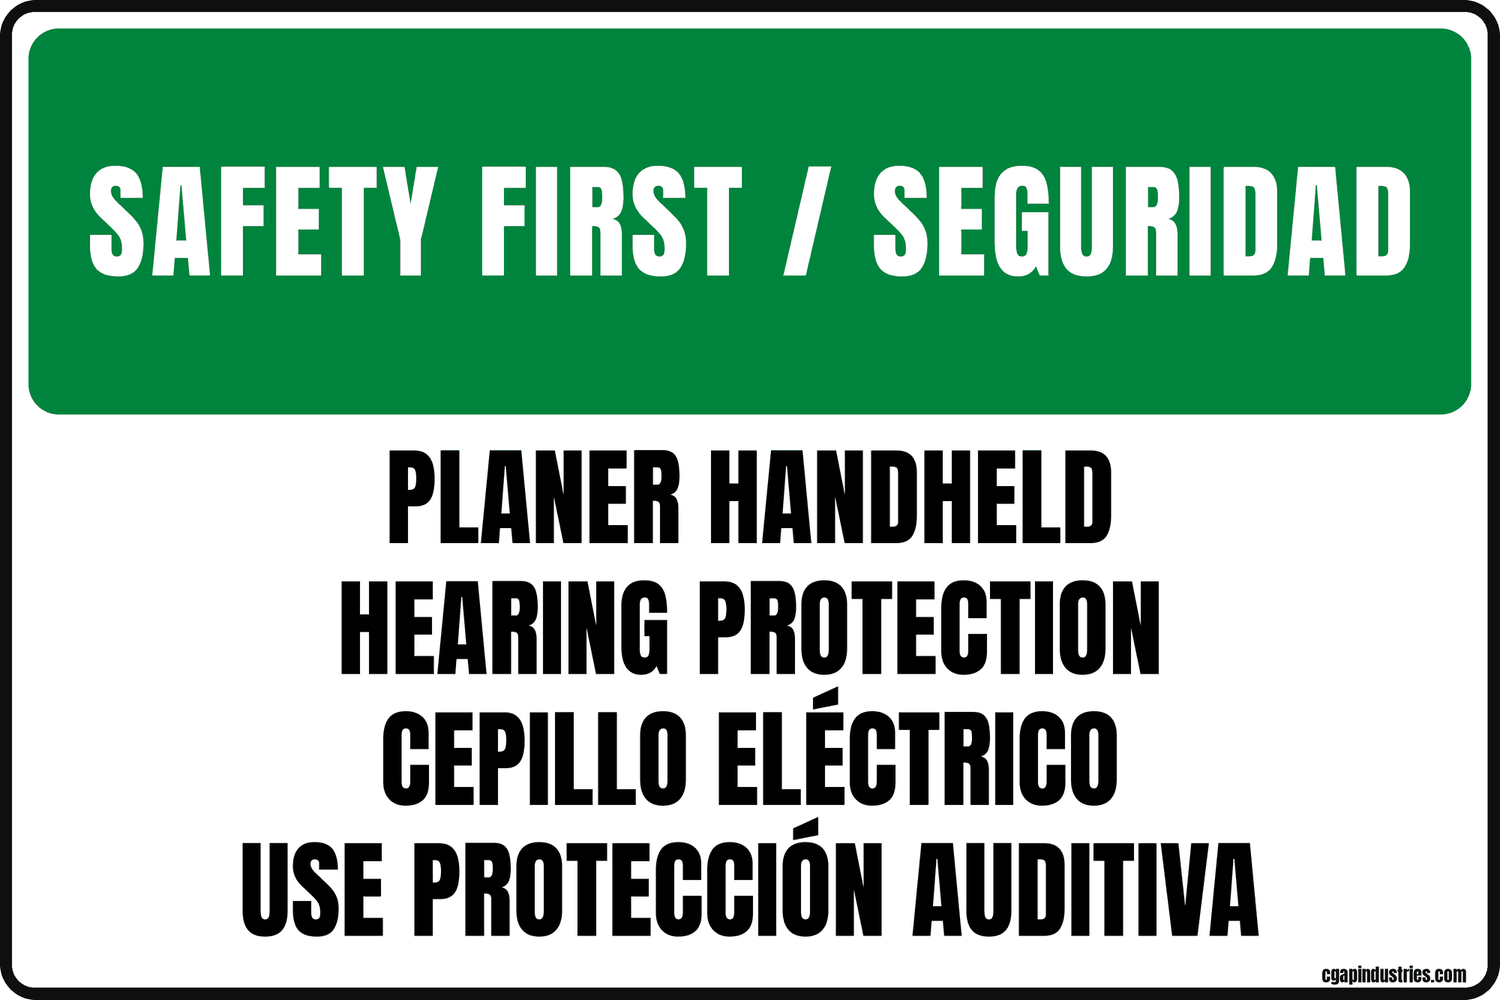 SAFETY FIRST / SEGURIDAD
PLANER HANDHELD
HEARING PROTECTION
CEPILLO ELÉCTRICO
USE PROTECCIÓN AUDITIVA
cgapindustries.com